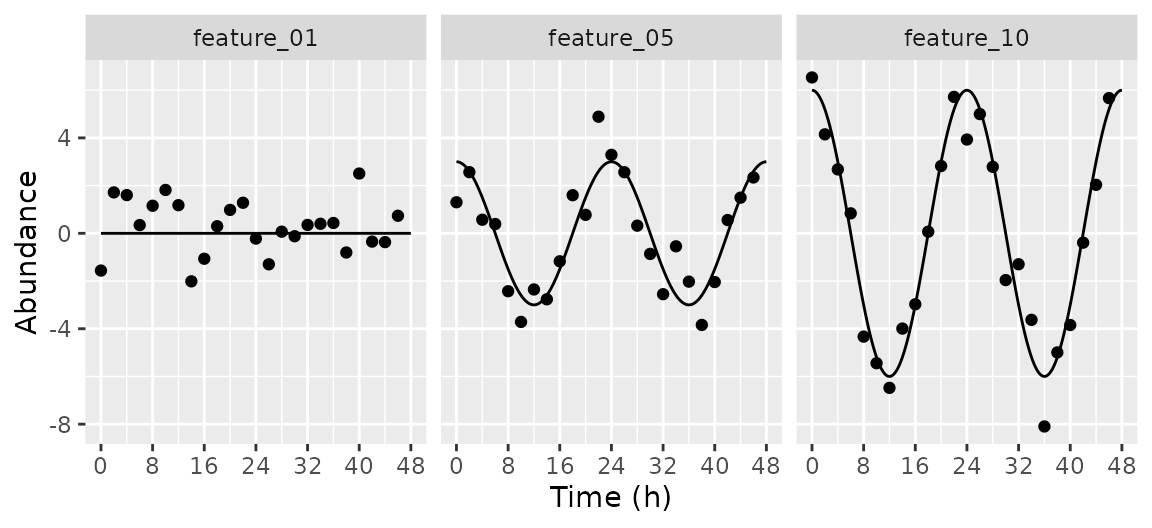 feature_01 feature_05 feature_10
Abundance
4
0
-4
-8
0 8 16 24 32 40 48 0 8 16 24 32 40 48 0 8 16 24 32 40 48
Time (h)